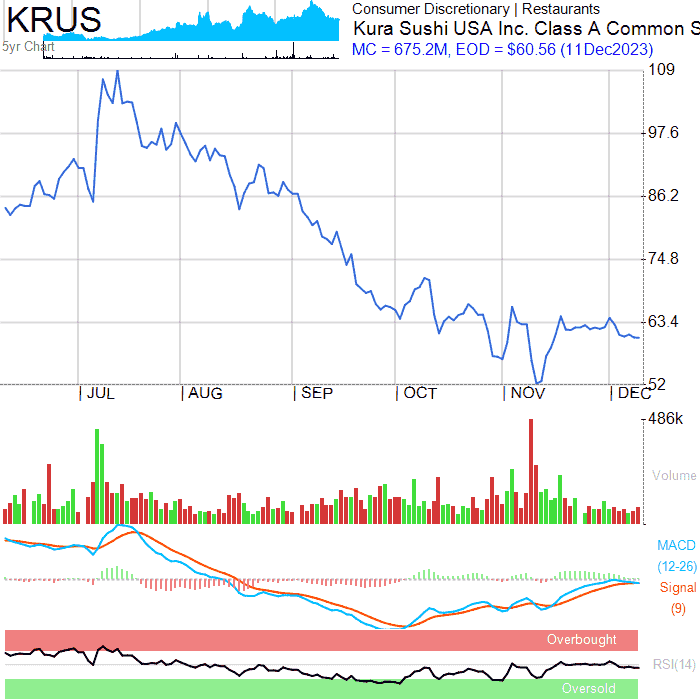 KRUS
5yr Chart
Consumer Discretionary | Restaurants
Kura Sushi USA Inc. Class A Common S
MC = 675.2M, EOD = $60.56 (11Dec2023)
109
97.6
86.2
74.8
63.4
52
JUL AUG SEP OCT NOV DEC
486k
Volume
MACD
(12-26)
Signal
(9)
Overbought
RSI(14)
Oversold